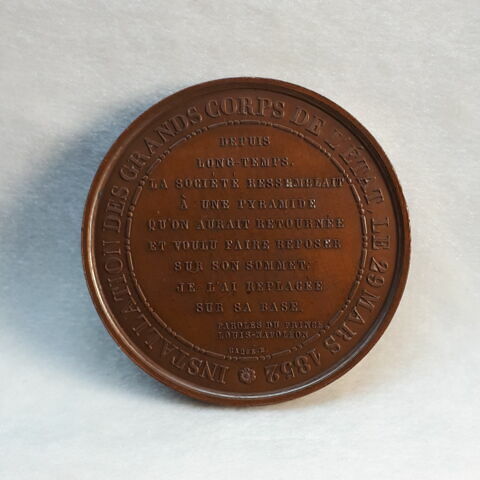 INSTALLATION DES GRANDS CORPS DE L'ÉTAT, LE 29 MARS 1852
DEPUIS
LONG-TEMPS.
LA SOCIÉTÉ RESSEMBLAIT
À UNE PYRAMIDE
QU'ON AURAIT RETOURNÉE
ET VOULU FAIRE REPOSER
SUR SON SOMMET;
JE L'AI REPLACÉE
SUR SA BASE.
PAROLES DU PRINCE
LOUIS-NAPOLÉON